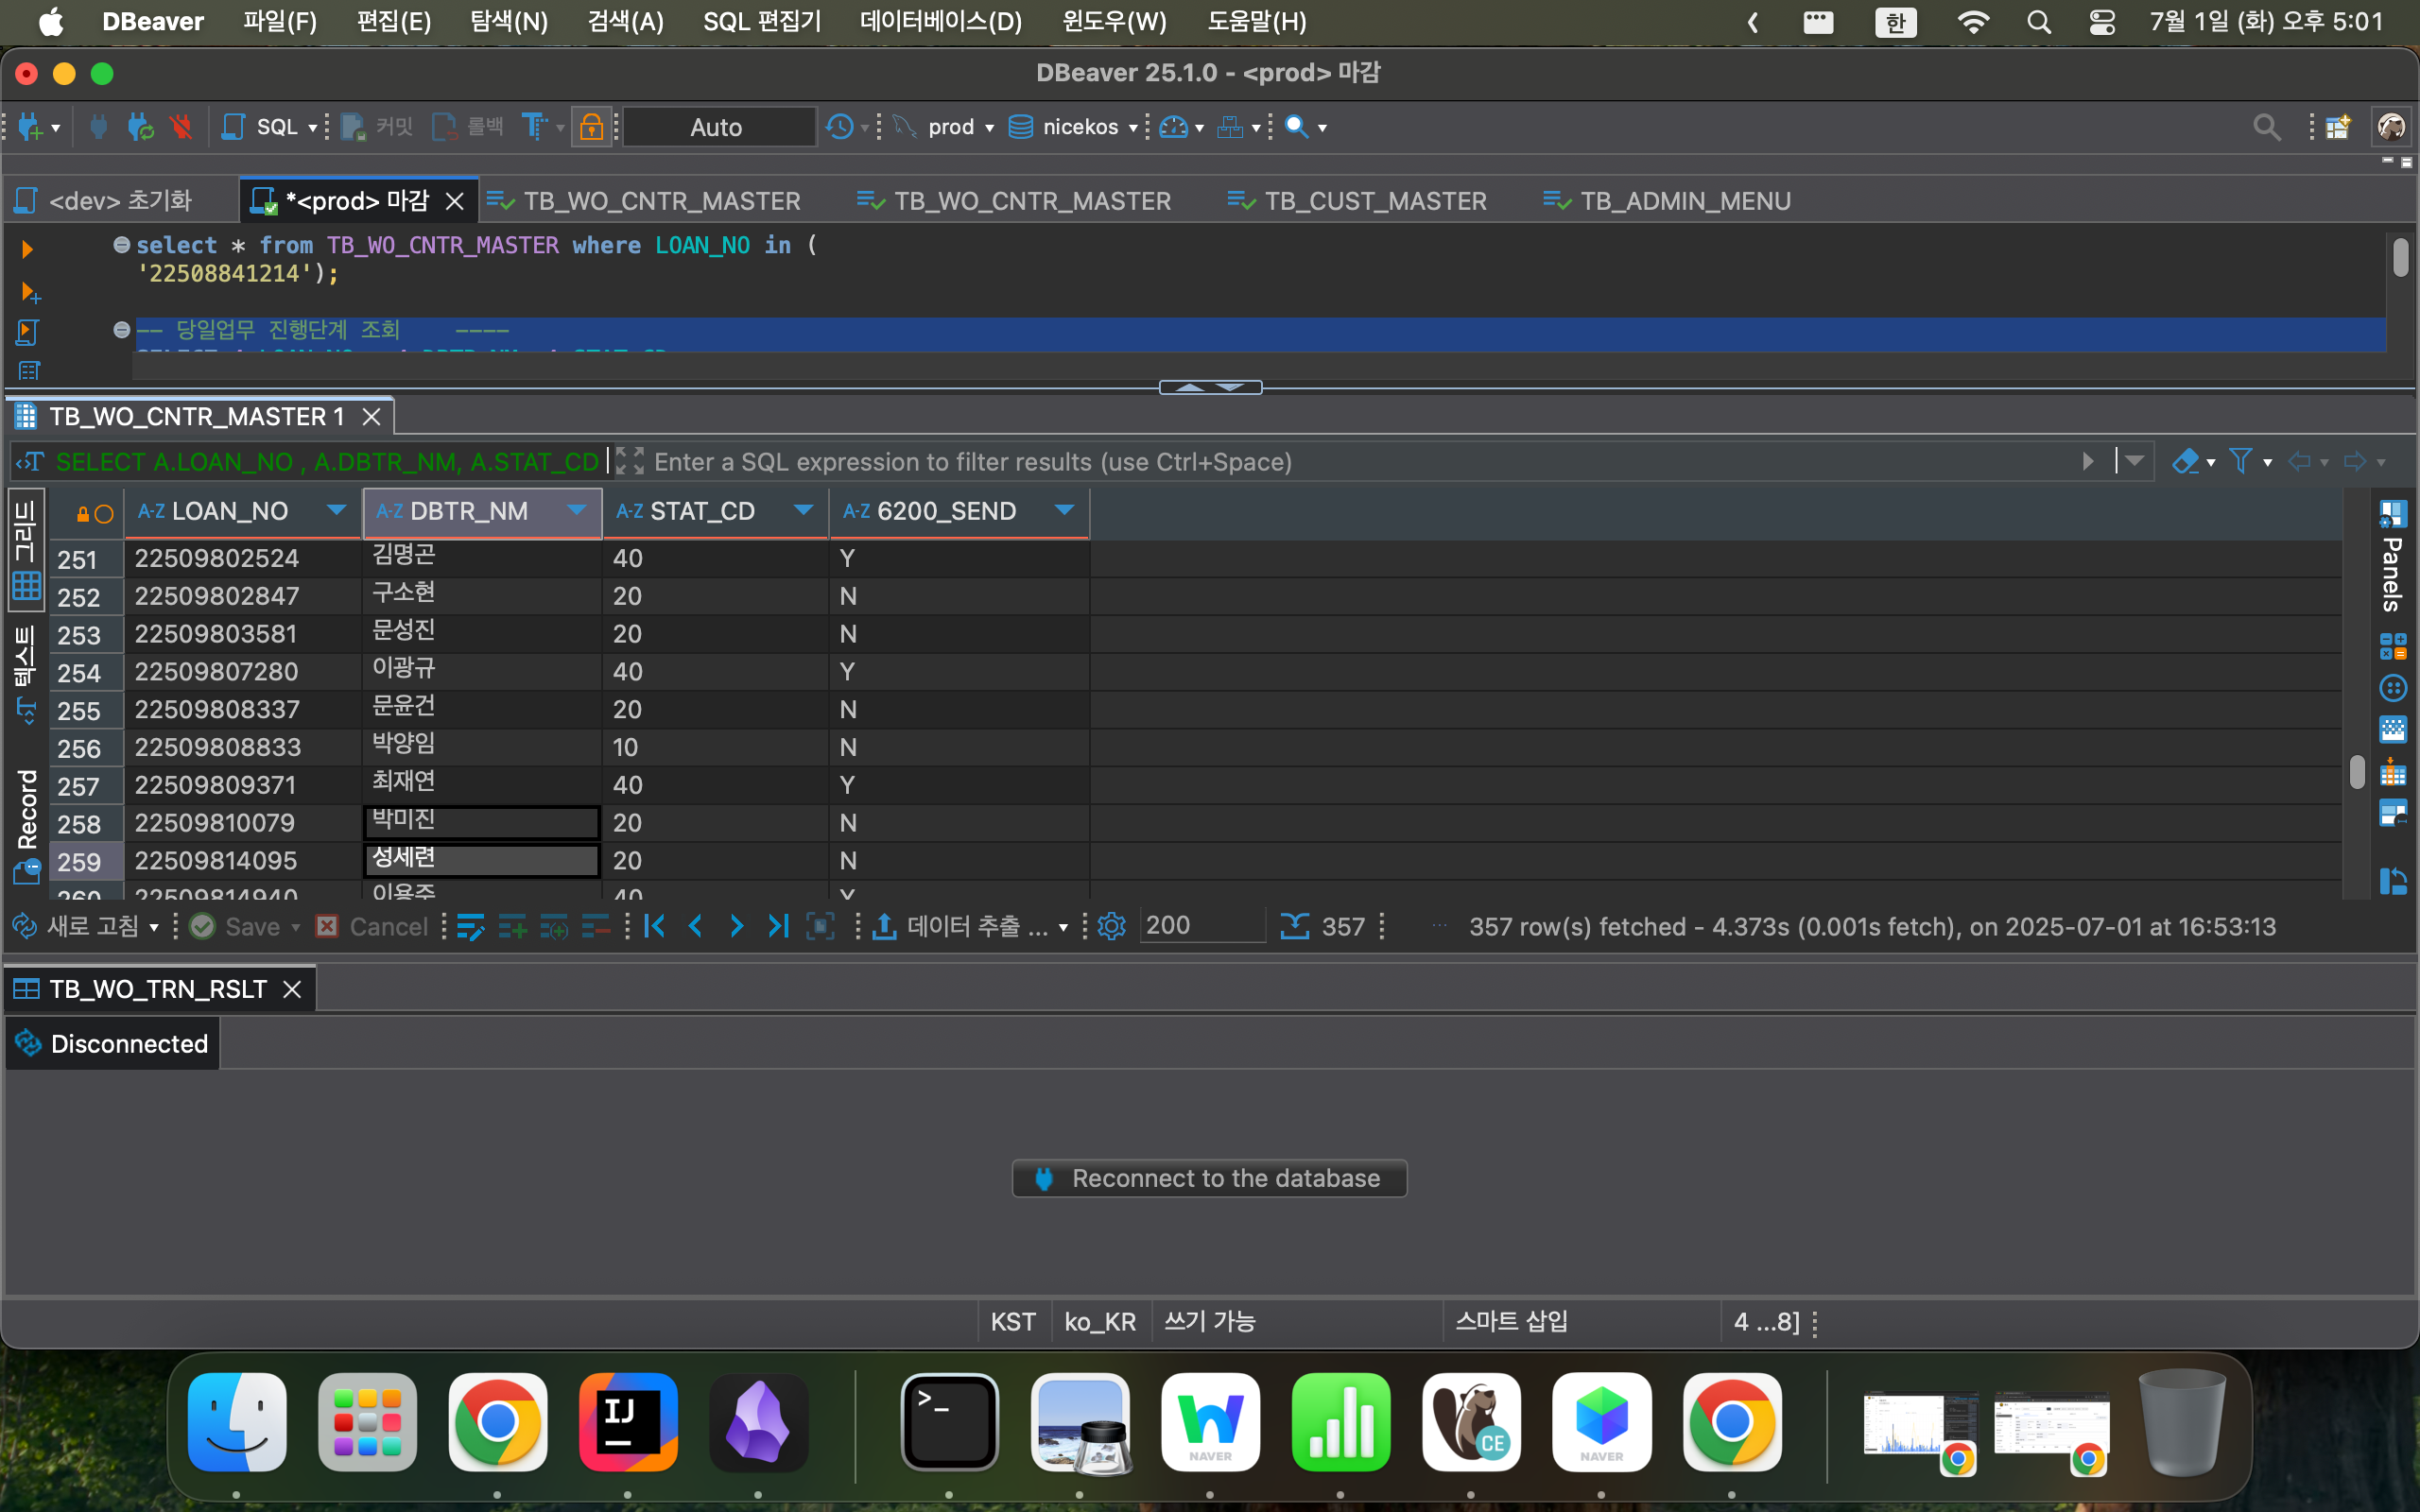 DBeaver 파일(F) 편집(E) 탐색(N) 검색(A) SQL 편집기 데이터베이스(D) 윈도우(W) 도움말(H) 한 7월 1일 (화) 오후 5:01
DBeaver 25.1.0 - <prod> 마감
SQL 커밋 롤백 Auto prod nicekos
<dev> 초기화 *<prod> 마감 TB_WO_CNTR_MASTER TB_WO_CNTR_MASTER TB_CUST_MASTER TB_ADMIN_MENU
select * from TB_WO_CNTR_MASTER where LOAN_NO in (
'22508841214');
-- 당일업무 진행단계 조회 ----
TB_WO_CNTR_MASTER 1
SELECT A.LOAN_NO , A.DBTR_NM, A.STAT_CD Enter a SQL expression to filter results (use Ctrl+Space)
그리드
텍스트
Record
A-Z LOAN_NO A-Z DBTR_NM A-Z STAT_CD A-Z 6200_SEND
251 22509802524 김명곤 40 Y
252 22509802847 구소현 20 N
253 22509803581 문성진 20 N
254 22509807280 이광규 40 Y
255 22509808337 문윤건 20 N
256 22509808833 박양임 10 N
257 22509809371 최재연 40 Y
258 22509810079 박미진 20 N
259 22509814095 성세련 20 N
260 22509814940 이용주 40 Y
Panels
새로 고침 Save Cancel 데이터 추출 ... 200 357 357 row(s) fetched - 4.373s (0.001s fetch), on 2025-07-01 at 16:53:13
TB_WO_TRN_RSLT
Disconnected
Reconnect to the database
KST ko_KR 쓰기 가능 스마트 삽입 4 ...8]
IJ
>_
NAVER
CE
NAVER